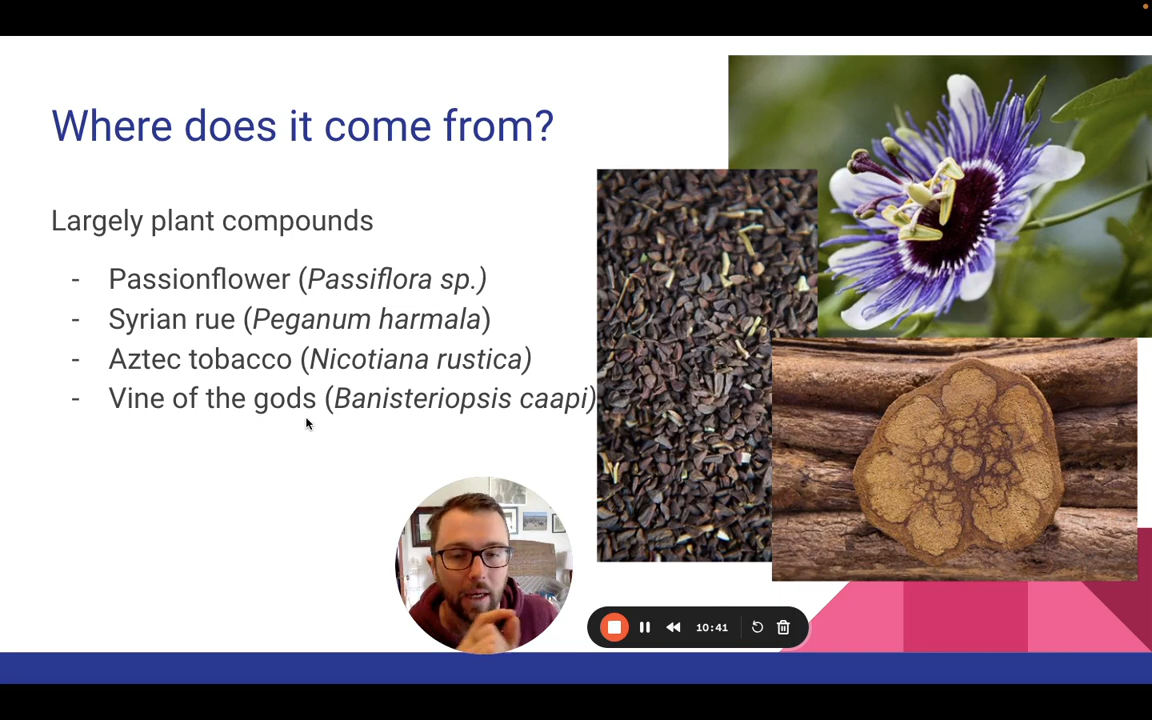 Where does it come from?
Largely plant compounds
- Passionflower (Passiflora sp.)
- Syrian rue (Peganum harmala)
- Aztec tobacco (Nicotiana rustica)
- Vine of the gods (Banisteriopsis caapi)
10:41